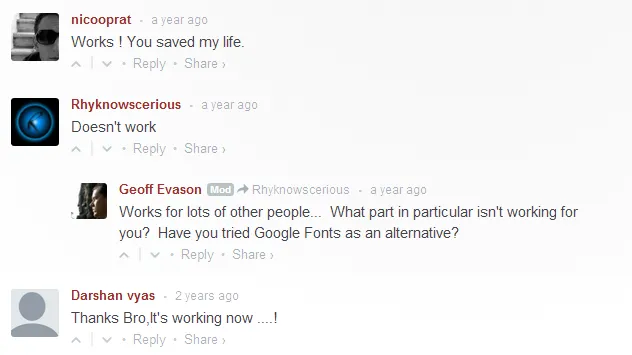 nicooprat • a year ago
Works ! You saved my life.
• Reply • Share ›
Rhyknowscerious • a year ago
Doesn't work
• Reply • Share ›
Geoff Evason Mod Rhyknowscerious • a year ago
Works for lots of other people... What part in particular isn't working for
you? Have you tried Google Fonts as an alternative?
• Reply • Share ›
Darshan vyas • 2 years ago
Thanks Bro,It's working now ....!
• Reply • Share ›